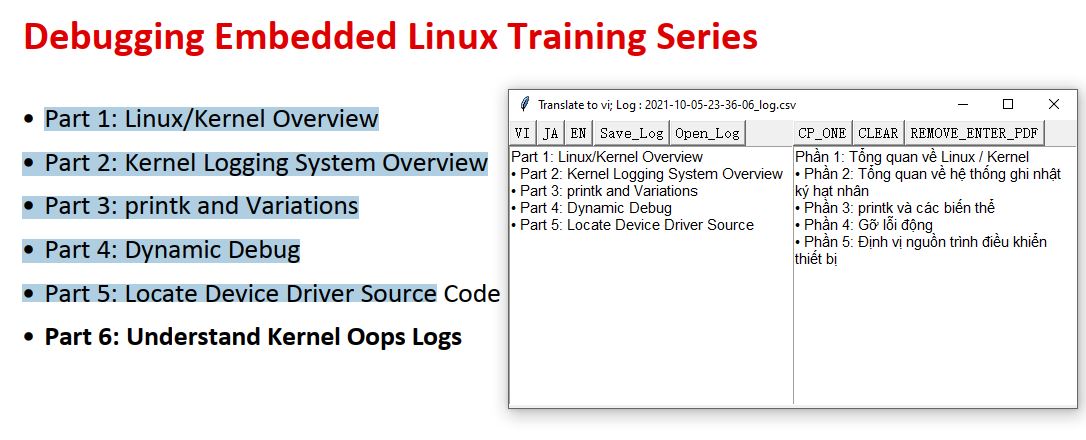 Debugging Embedded Linux Training Series
• Part 1: Linux/Kernel Overview
• Part 2: Kernel Logging System Overview
• Part 3: printk and Variations
• Part 4: Dynamic Debug
• Part 5: Locate Device Driver Source Code
• Part 6: Understand Kernel Oops Logs
Translate to vi; Log : 2021-10-05-23-36-06_log.csv
VI JA EN Save_Log Open_Log CP_ONE CLEAR REMOVE_ENTER_PDF
Part 1: Linux/Kernel Overview
• Part 2: Kernel Logging System Overview
• Part 3: printk and Variations
• Part 4: Dynamic Debug
• Part 5: Locate Device Driver Source
Phần 1: Tổng quan về Linux / Kernel
• Phần 2: Tổng quan về hệ thống ghi nhật
ký hạt nhân
• Phần 3: printk và các biến thể
• Phần 4: Gỡ lỗi động
• Phần 5: Định vị nguồn trình điều khiển
thiết bị